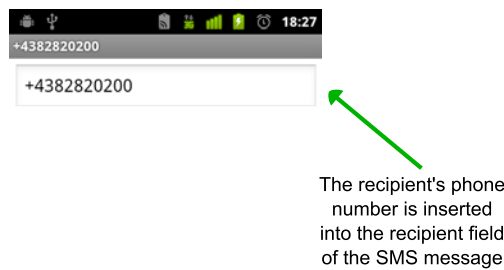 18:27
+4382820200
+4382820200
The recipient's phone
number is inserted
into the recipient field
of the SMS message